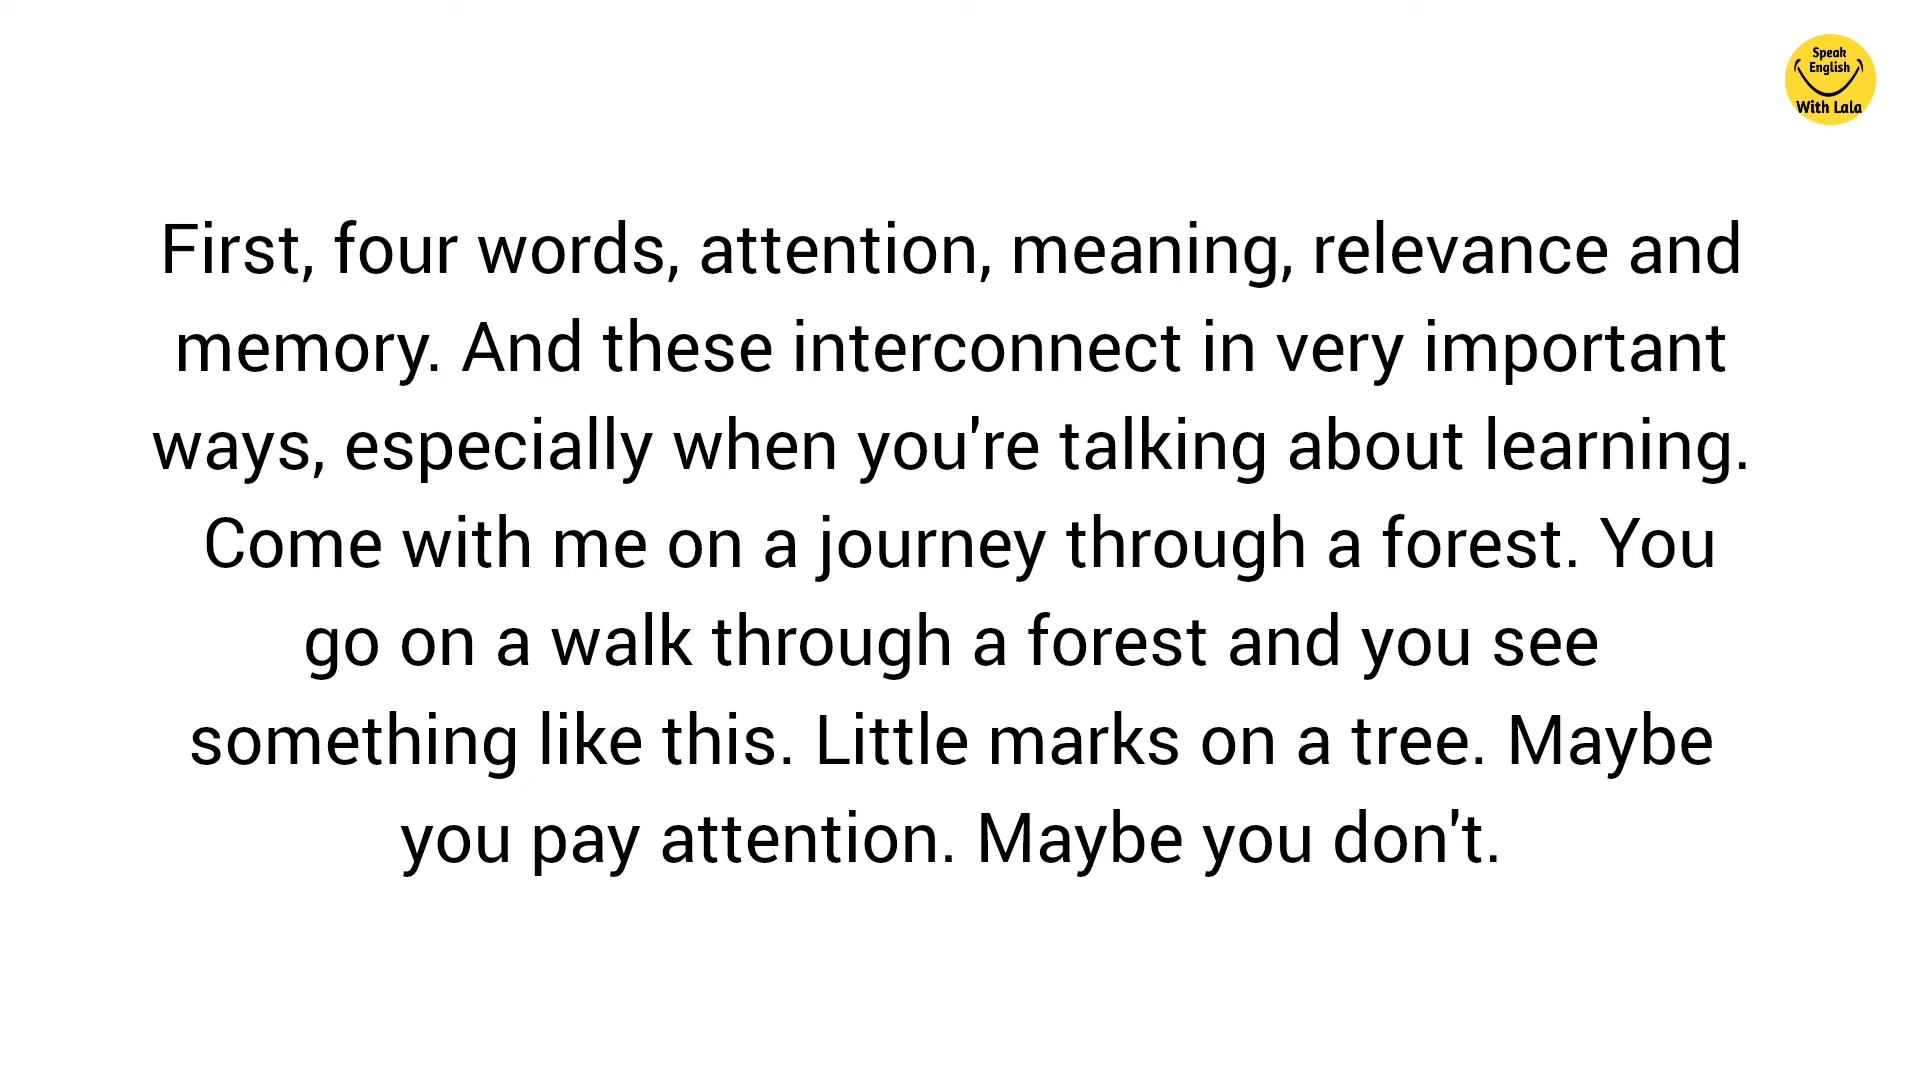 Speak
English
With Lala
First, four words, attention, meaning, relevance and
memory. And these interconnect in very important
ways, especially when you're talking about learning.
Come with me on a journey through a forest. You
go on a walk through a forest and you see
something like this. Little marks on a tree. Maybe
you pay attention. Maybe you don't.